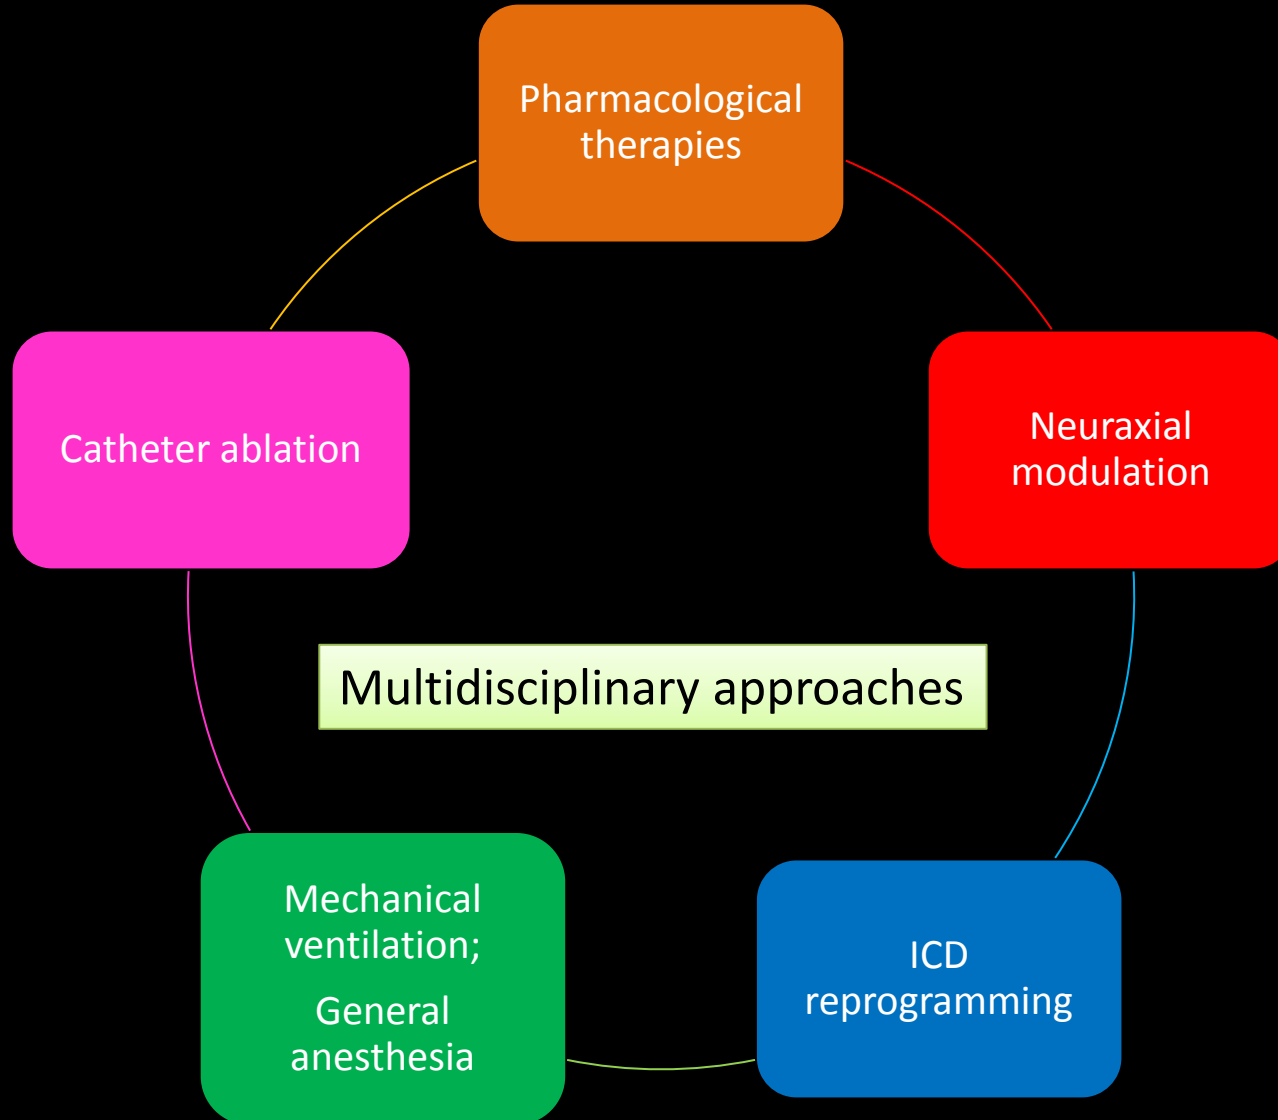 Pharmacological
therapies
Catheter ablation
Neuraxial
modulation
Multidisciplinary approaches
Mechanical
ventilation;
General
anesthesia
ICD
reprogramming